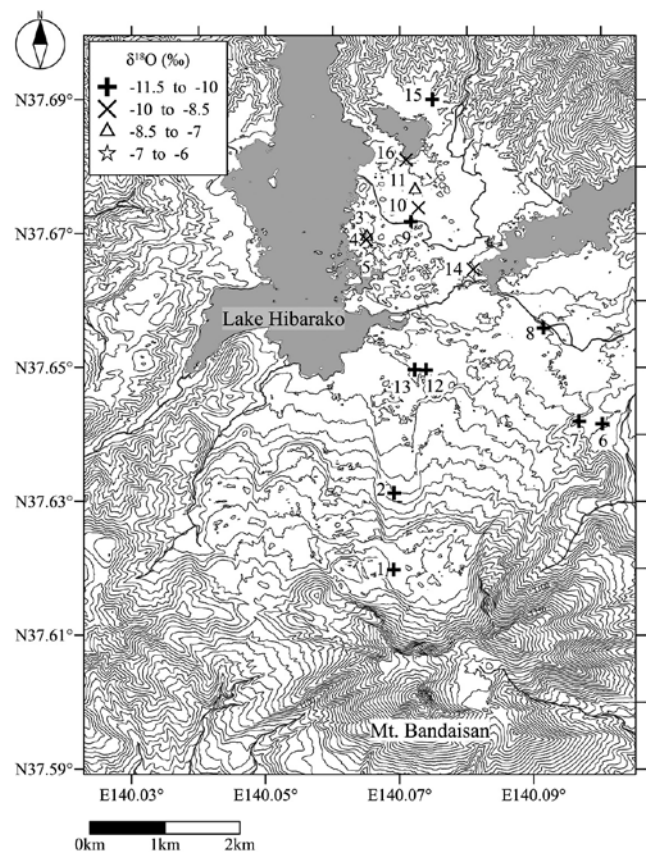 δ¹⁸O (‰)
-11.5 to -10
-10 to -8.5
-8.5 to -7
-7 to -6
N37.69°
N37.67°
N37.65°
N37.63°
N37.61°
N37.59°
15
16
11
10
9
3
4
5
14
Lake Hibarako
8
13
12
7
6
2
1
Mt. Bandaisan
E140.03°
E140.05°
E140.07°
E140.09°
0km
1km
2km